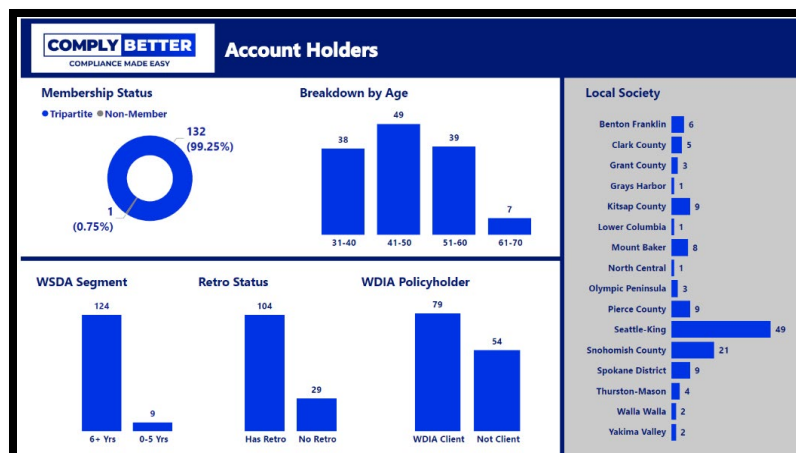 COMPLY BETTER
COMPLIANCE MADE EASY
Account Holders
Membership Status
Tripartite Non-Member
132
(99.25%)
1
(0.75%)
Breakdown by Age
38
49
39
7
31-40 41-50 51-60 61-70
WSDA Segment
124
9
6+ Yrs 0-5 Yrs
Retro Status
104
29
Has Retro No Retro
WDIA Policyholder
79
54
WDIA Client Not Client
Local Society
Benton Franklin 6
Clark County 5
Grant County 3
Grays Harbor 1
Kitsap County 9
Lower Columbia 1
Mount Baker 8
North Central 1
Olympic Peninsula 3
Pierce County 9
Seattle-King 49
Snohomish County 21
Spokane District 9
Thurston-Mason 4
Walla Walla 2
Yakima Valley 2